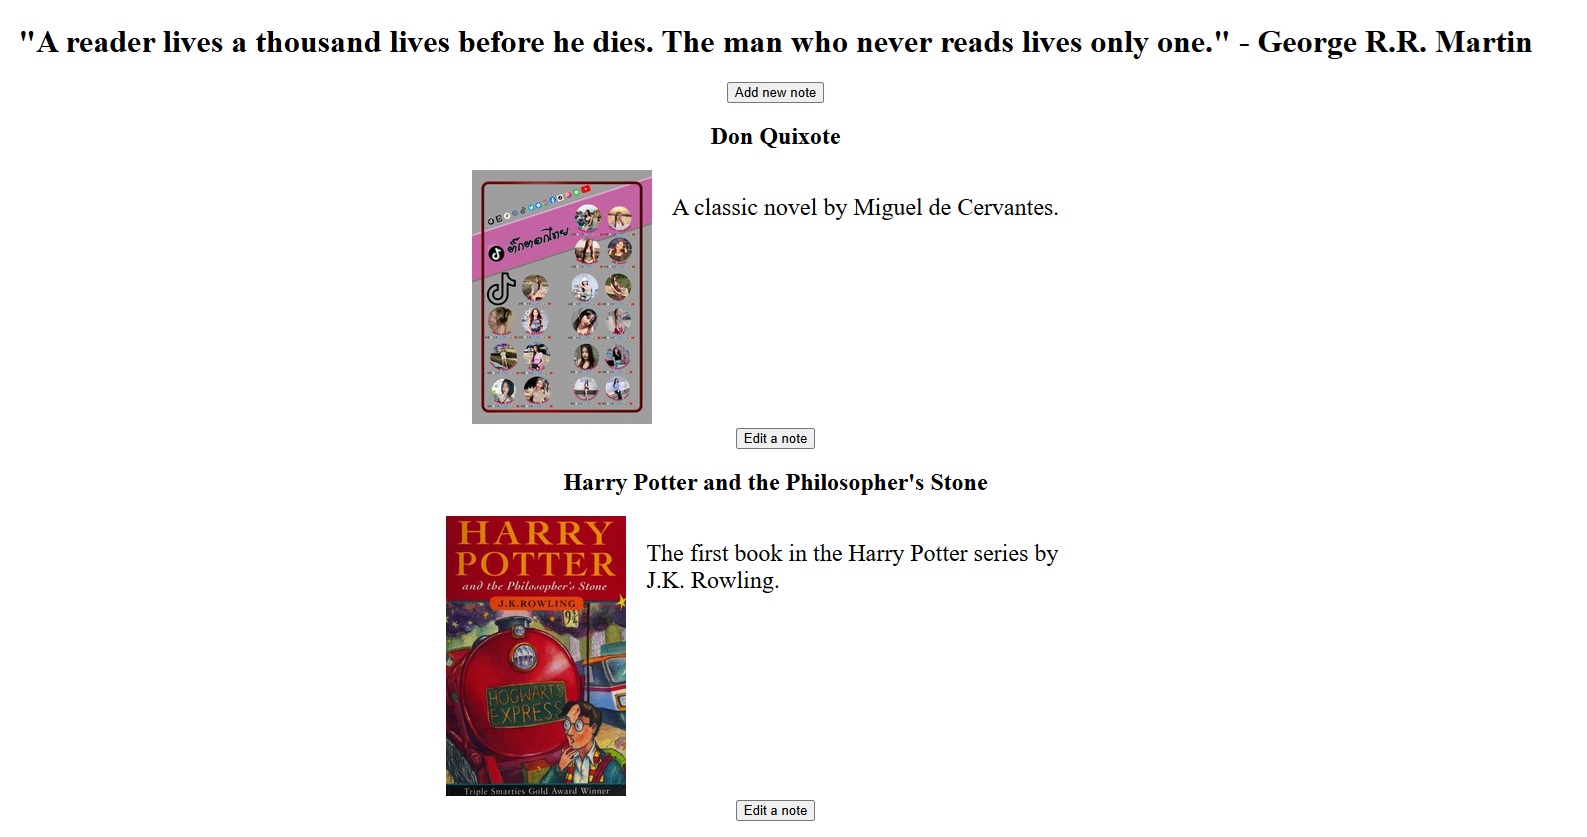 "A reader lives a thousand lives before he dies. The man who never reads lives only one." - George R.R. Martin
Add new note
Don Quixote
ติ๊กตอกไทย
A classic novel by Miguel de Cervantes.
Edit a note
Harry Potter and the Philosopher's Stone
HARRY
POTTER
and the Philosopher's Stone
J.K.ROWLING
9¾
HOGWARTS
EXPRESS
Triple Smarties Gold Award Winner
The first book in the Harry Potter series by
J.K. Rowling.
Edit a note